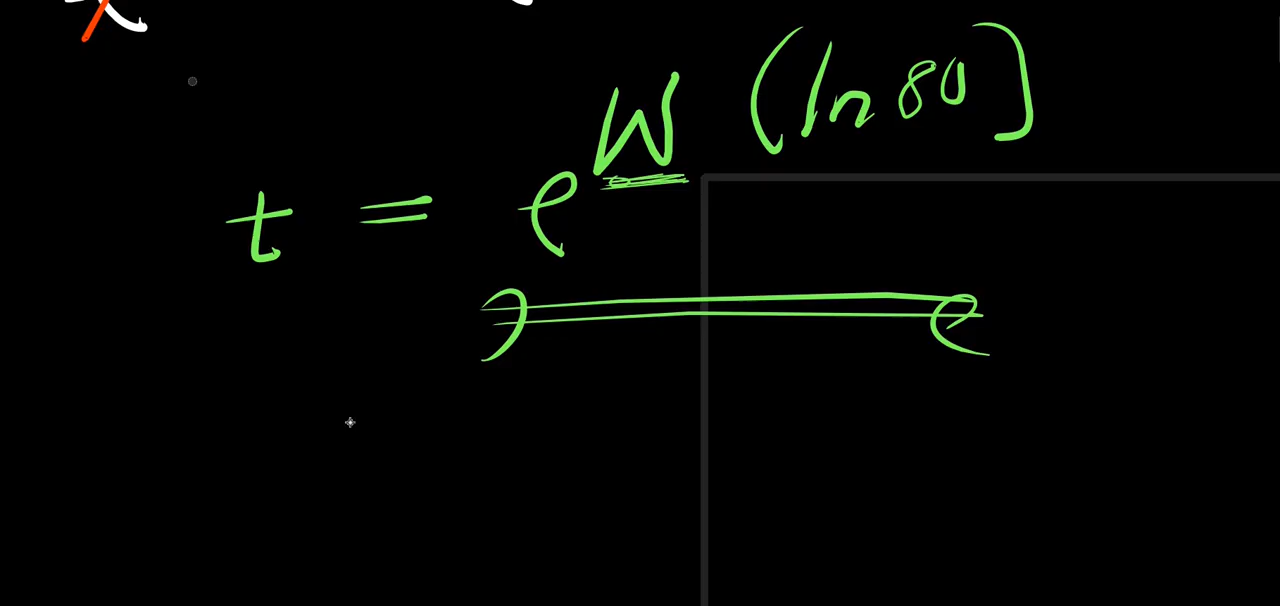 t = e^W (ln 80)